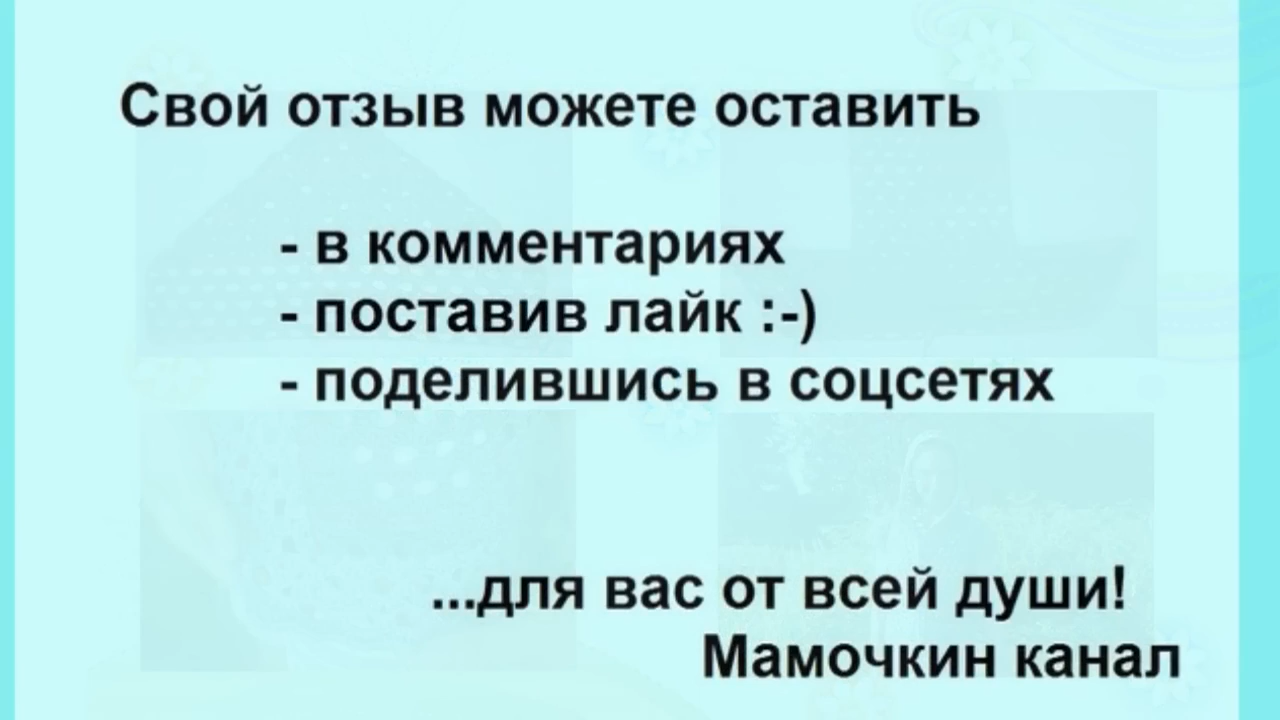 Свой отзыв можете оставить
- в комментариях
- поставив лайк :-)
- поделившись в соцсетях
...для вас от всей души!
Мамочкин канал